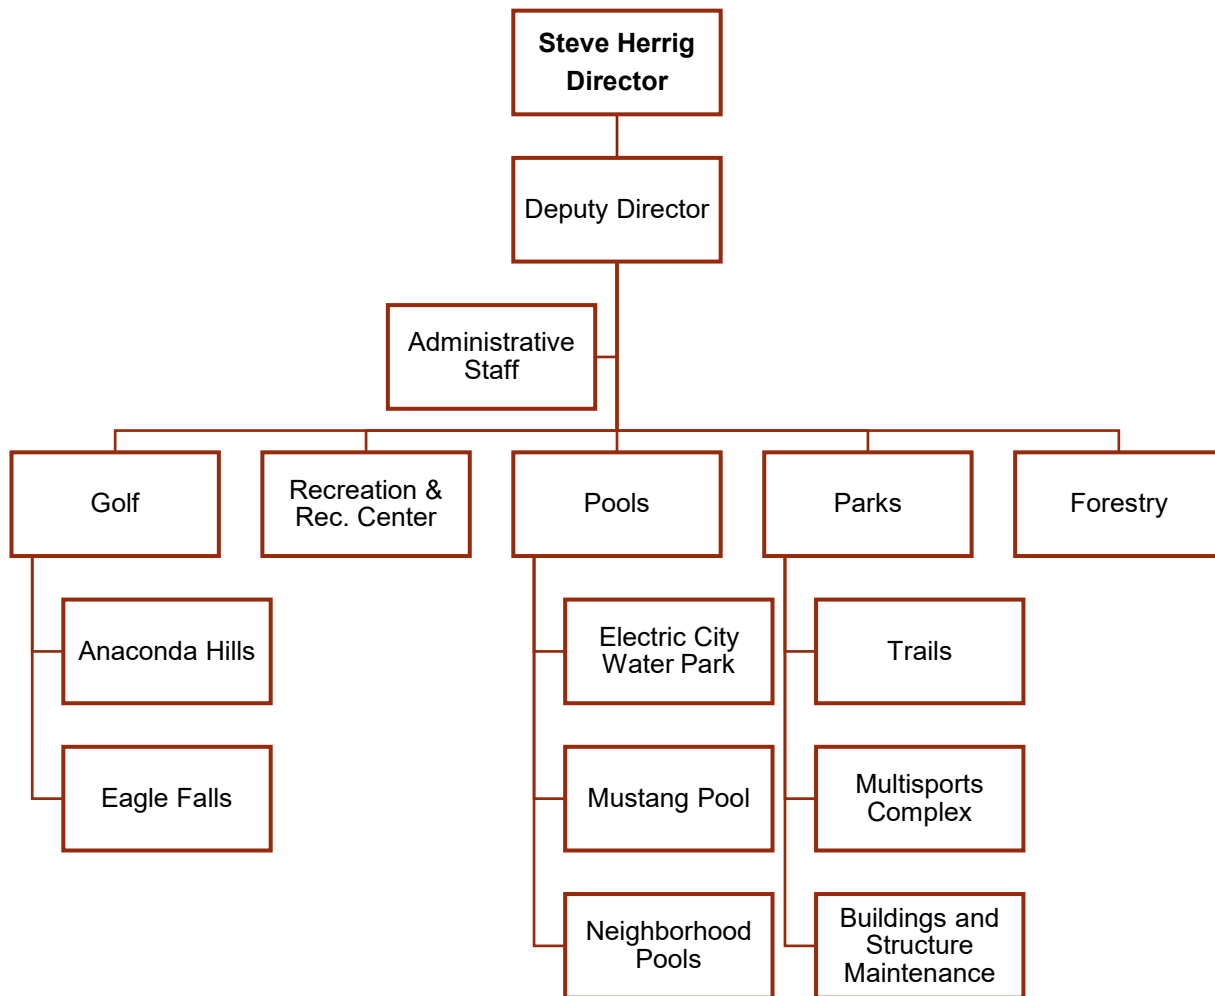 Steve Herrig
Director
Deputy Director
Administrative
Staff
Golf
Recreation &
Rec. Center
Pools
Parks
Forestry
Anaconda Hills
Electric City
Water Park
Trails
Eagle Falls
Mustang Pool
Multisports
Complex
Neighborhood
Pools
Buildings and
Structure
Maintenance